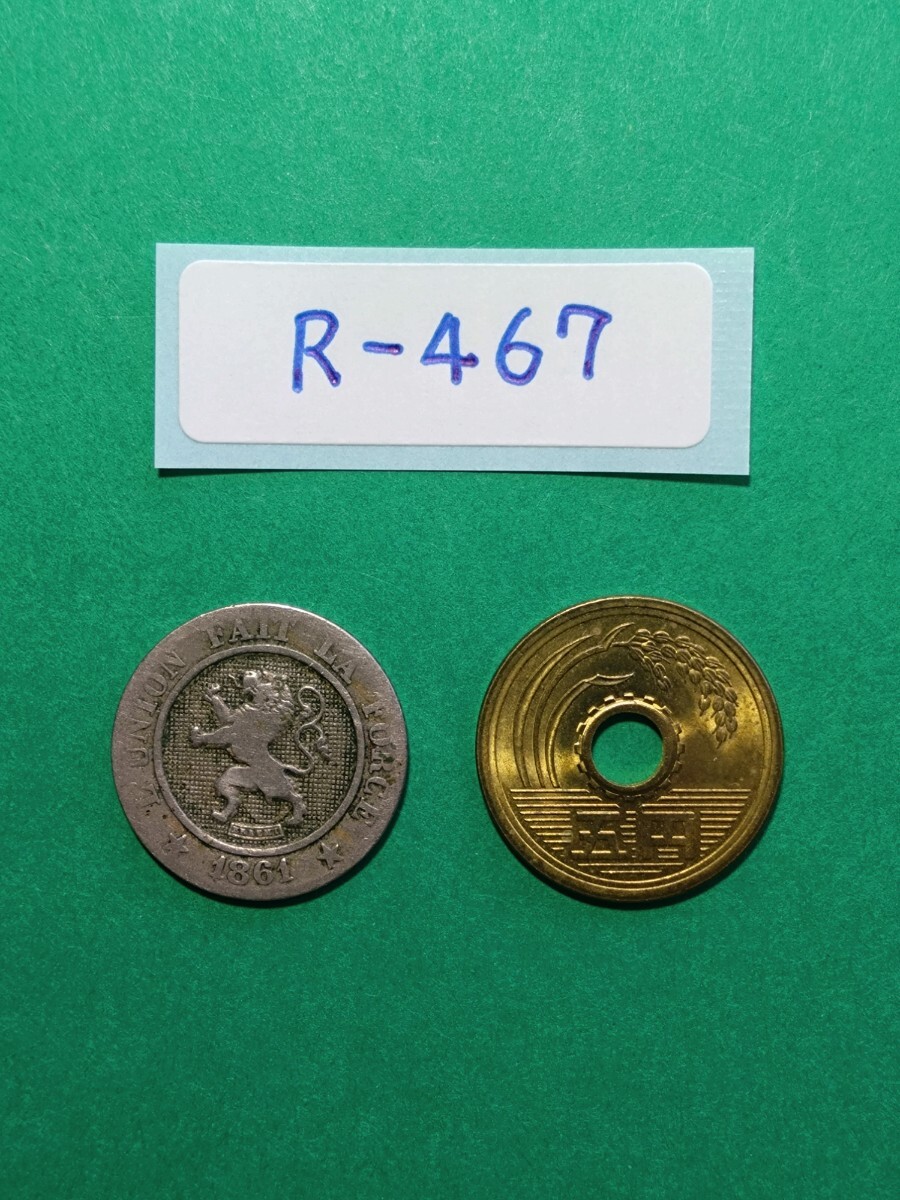 R-467
L'UNION FAIT LA FORCE
1861
五円